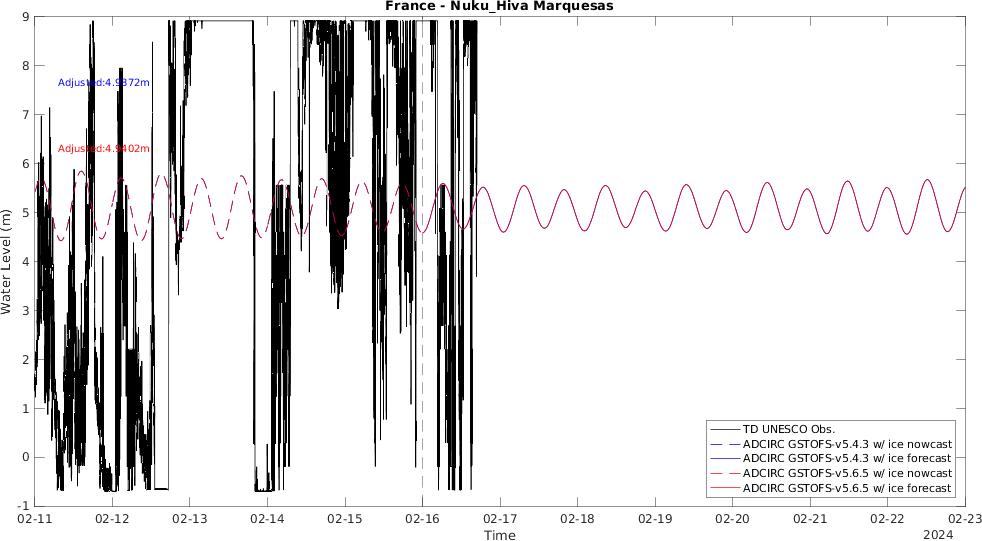 France - Nuku_Hiva Marquesas
9
8
7
6
5
4
3
2
1
0
-1
Water Level (m)
Adjusted:4.9372m
Adjusted:4.9402m
TD UNESCO Obs.
ADCIRC GSTOFS-v5.4.3 w/ ice nowcast
ADCIRC GSTOFS-v5.4.3 w/ ice forecast
ADCIRC GSTOFS-v5.6.5 w/ ice nowcast
ADCIRC GSTOFS-v5.6.5 w/ ice forecast
02-11 02-12 02-13 02-14 02-15 02-16 02-17 02-18 02-19 02-20 02-21 02-22 02-23
Time
2024